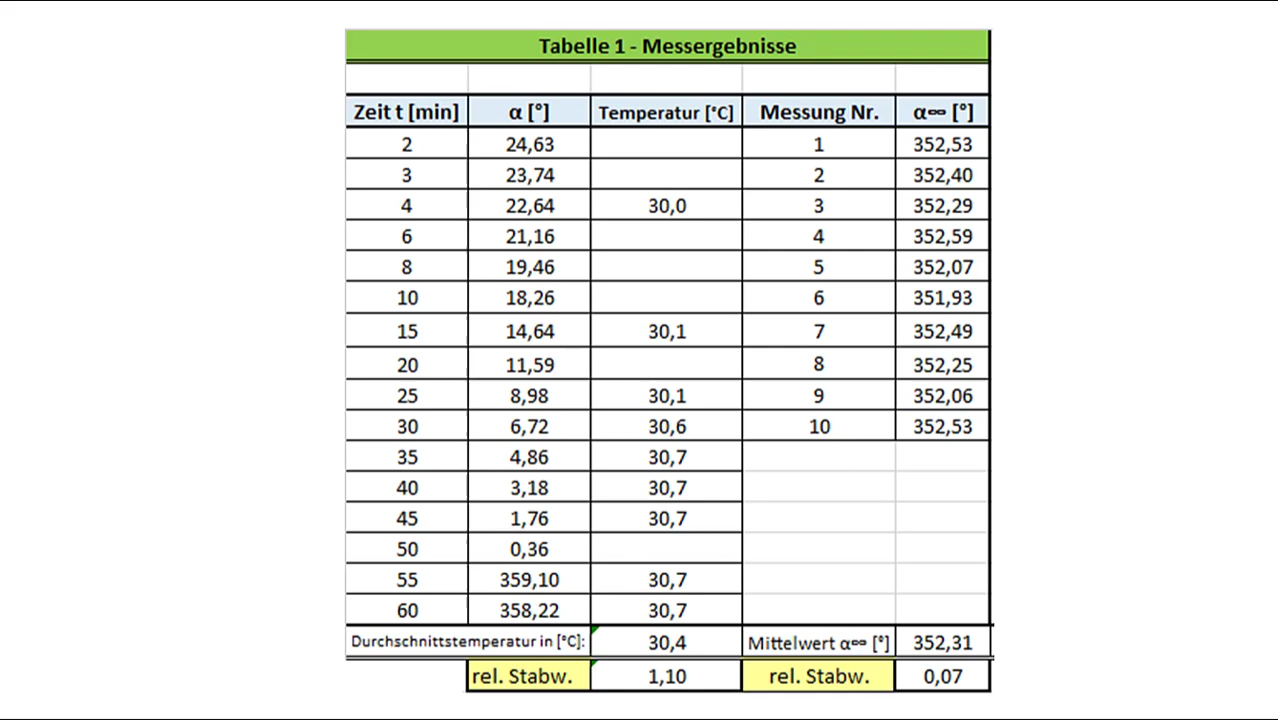 Tabelle 1 - Messergebnisse
Zeit t [min] α [°] Temperatur [°C] Messung Nr. α∞ [°]
2 24,63 1 352,53
3 23,74 2 352,40
4 22,64 30,0 3 352,29
6 21,16 4 352,59
8 19,46 5 352,07
10 18,26 6 351,93
15 14,64 30,1 7 352,49
20 11,59 8 352,25
25 8,98 30,1 9 352,06
30 6,72 30,6 10 352,53
35 4,86 30,7
40 3,18 30,7
45 1,76 30,7
50 0,36
55 359,10 30,7
60 358,22 30,7
Durchschnittstemperatur in [°C]: 30,4 Mittelwert α∞ [°] 352,31
rel. Stabw. 1,10 rel. Stabw. 0,07